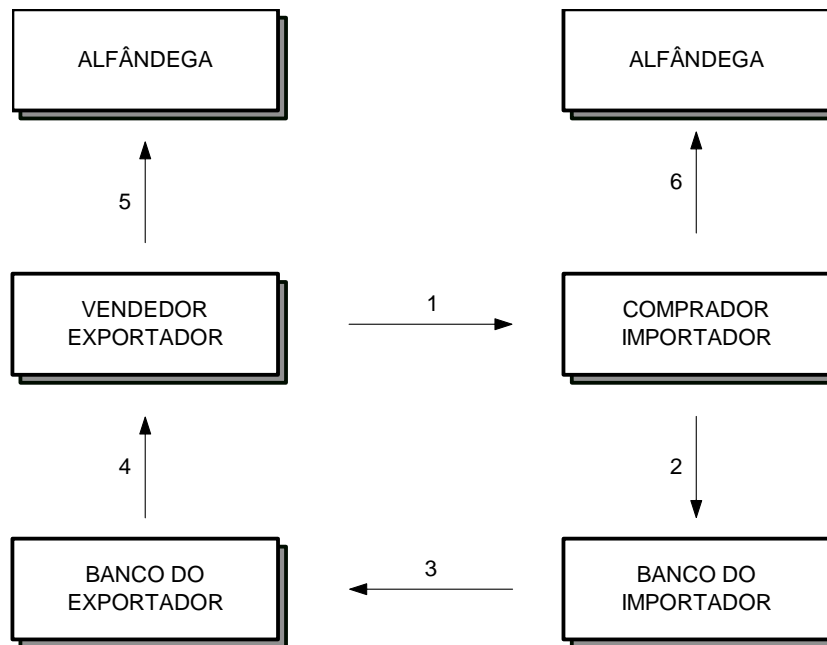 ALFÂNDEGA
ALFÂNDEGA
5
6
VENDEDOR
EXPORTADOR
1
COMPRADOR
IMPORTADOR
4
2
BANCO DO
EXPORTADOR
3
BANCO DO
IMPORTADOR